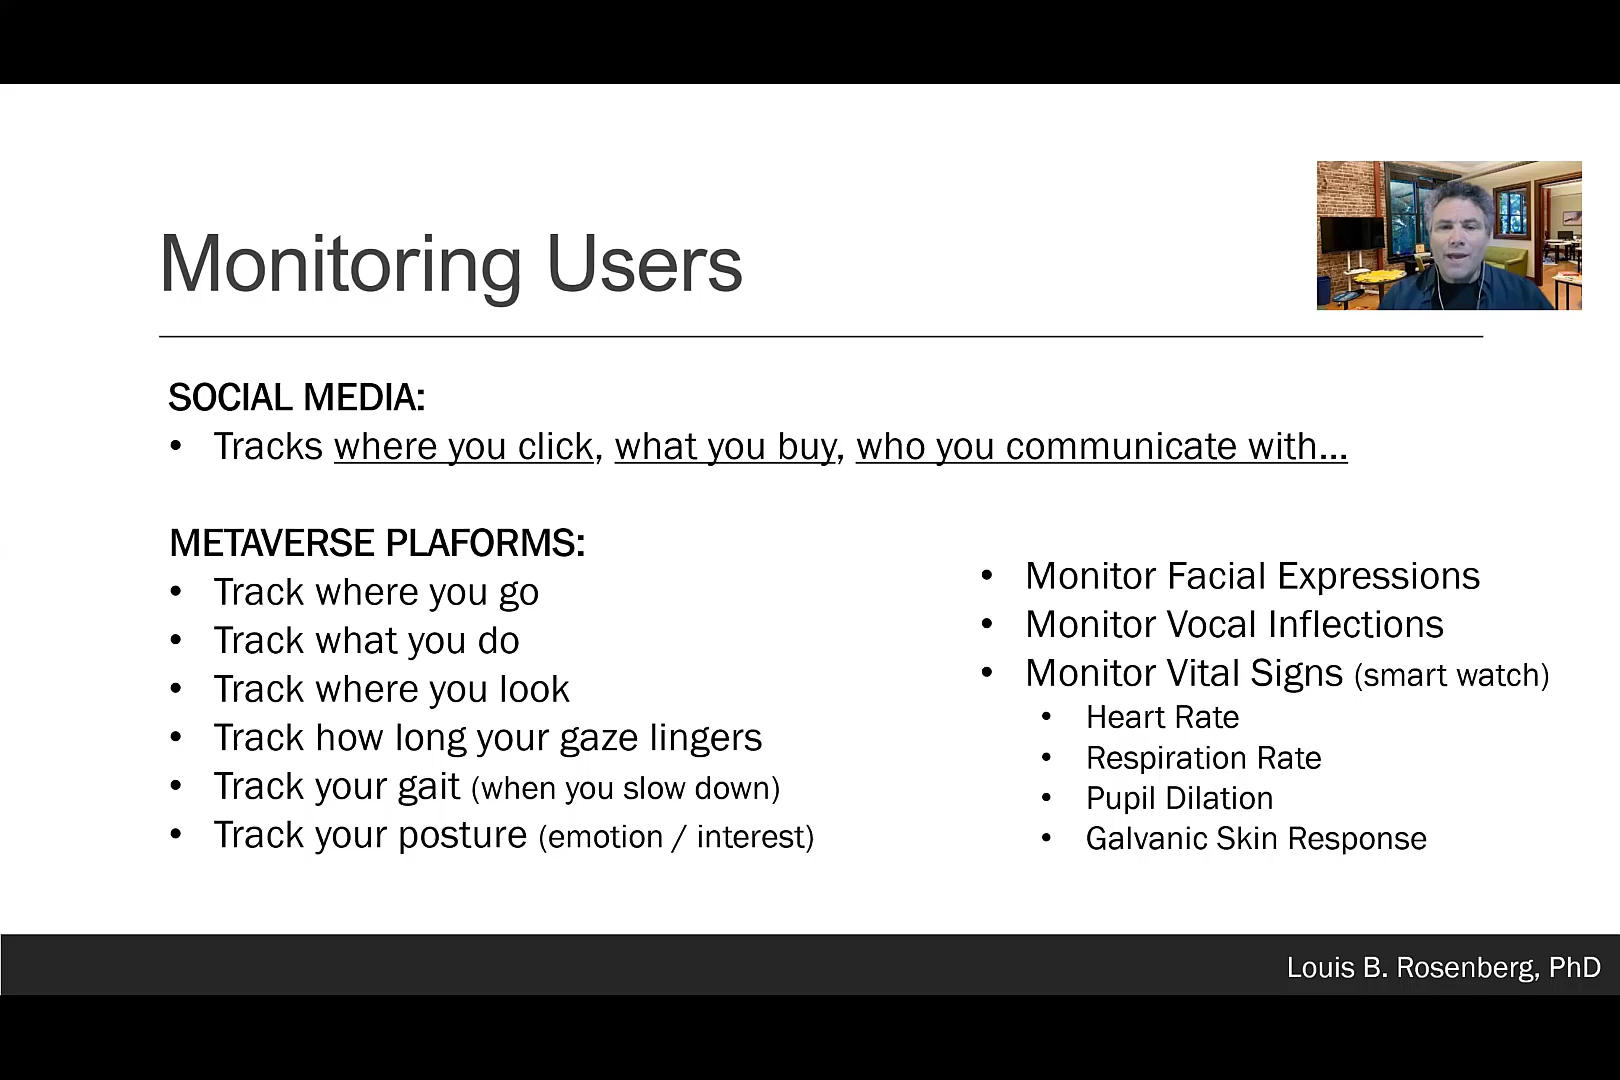 Monitoring Users
SOCIAL MEDIA:
• Tracks where you click, what you buy, who you communicate with...
METAVERSE PLAFORMS:
• Track where you go
• Track what you do
• Track where you look
• Track how long your gaze lingers
• Track your gait (when you slow down)
• Track your posture (emotion / interest)
• Monitor Facial Expressions
• Monitor Vocal Inflections
• Monitor Vital Signs (smart watch)
• Heart Rate
• Respiration Rate
• Pupil Dilation
• Galvanic Skin Response
Louis B. Rosenberg, PhD